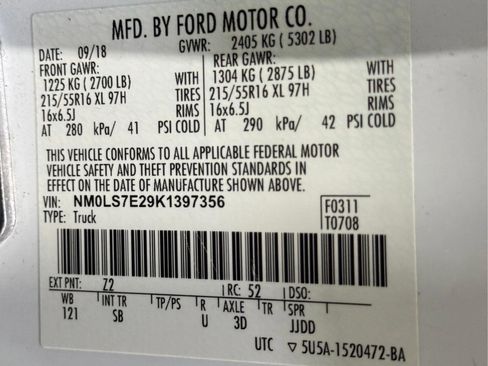 MFD. BY FORD MOTOR CO.
DATE: 09/18 GVWR: 2405 KG ( 5302 LB)
FRONT GAWR: REAR GAWR:
1225 KG ( 2700 LB) WITH 1304 KG ( 2875 LB) WITH
215/55R16 XL 97H TIRES 215/55R16 XL 97H TIRES
16x6.5J RIMS 16x6.5J RIMS
AT 280 kPa/ 41 PSI COLD AT 290 kPa/ 42 PSI COLD
THIS VEHICLE CONFORMS TO ALL APPLICABLE FEDERAL MOTOR
VEHICLE SAFETY AND THEFT PREVENTION STANDARDS IN
EFFECT ON THE DATE OF MANUFACTURE SHOWN ABOVE.
VIN: NM0LS7E29K1397356 F0311
TYPE: Truck T0708
EXT PNT: Z2 RC: 52 DSO:
WB INT TR TP/PS R AXLE TR SPR
121 SB U 3D JJDD
UTC ▽ 5U5A-1520472-BA